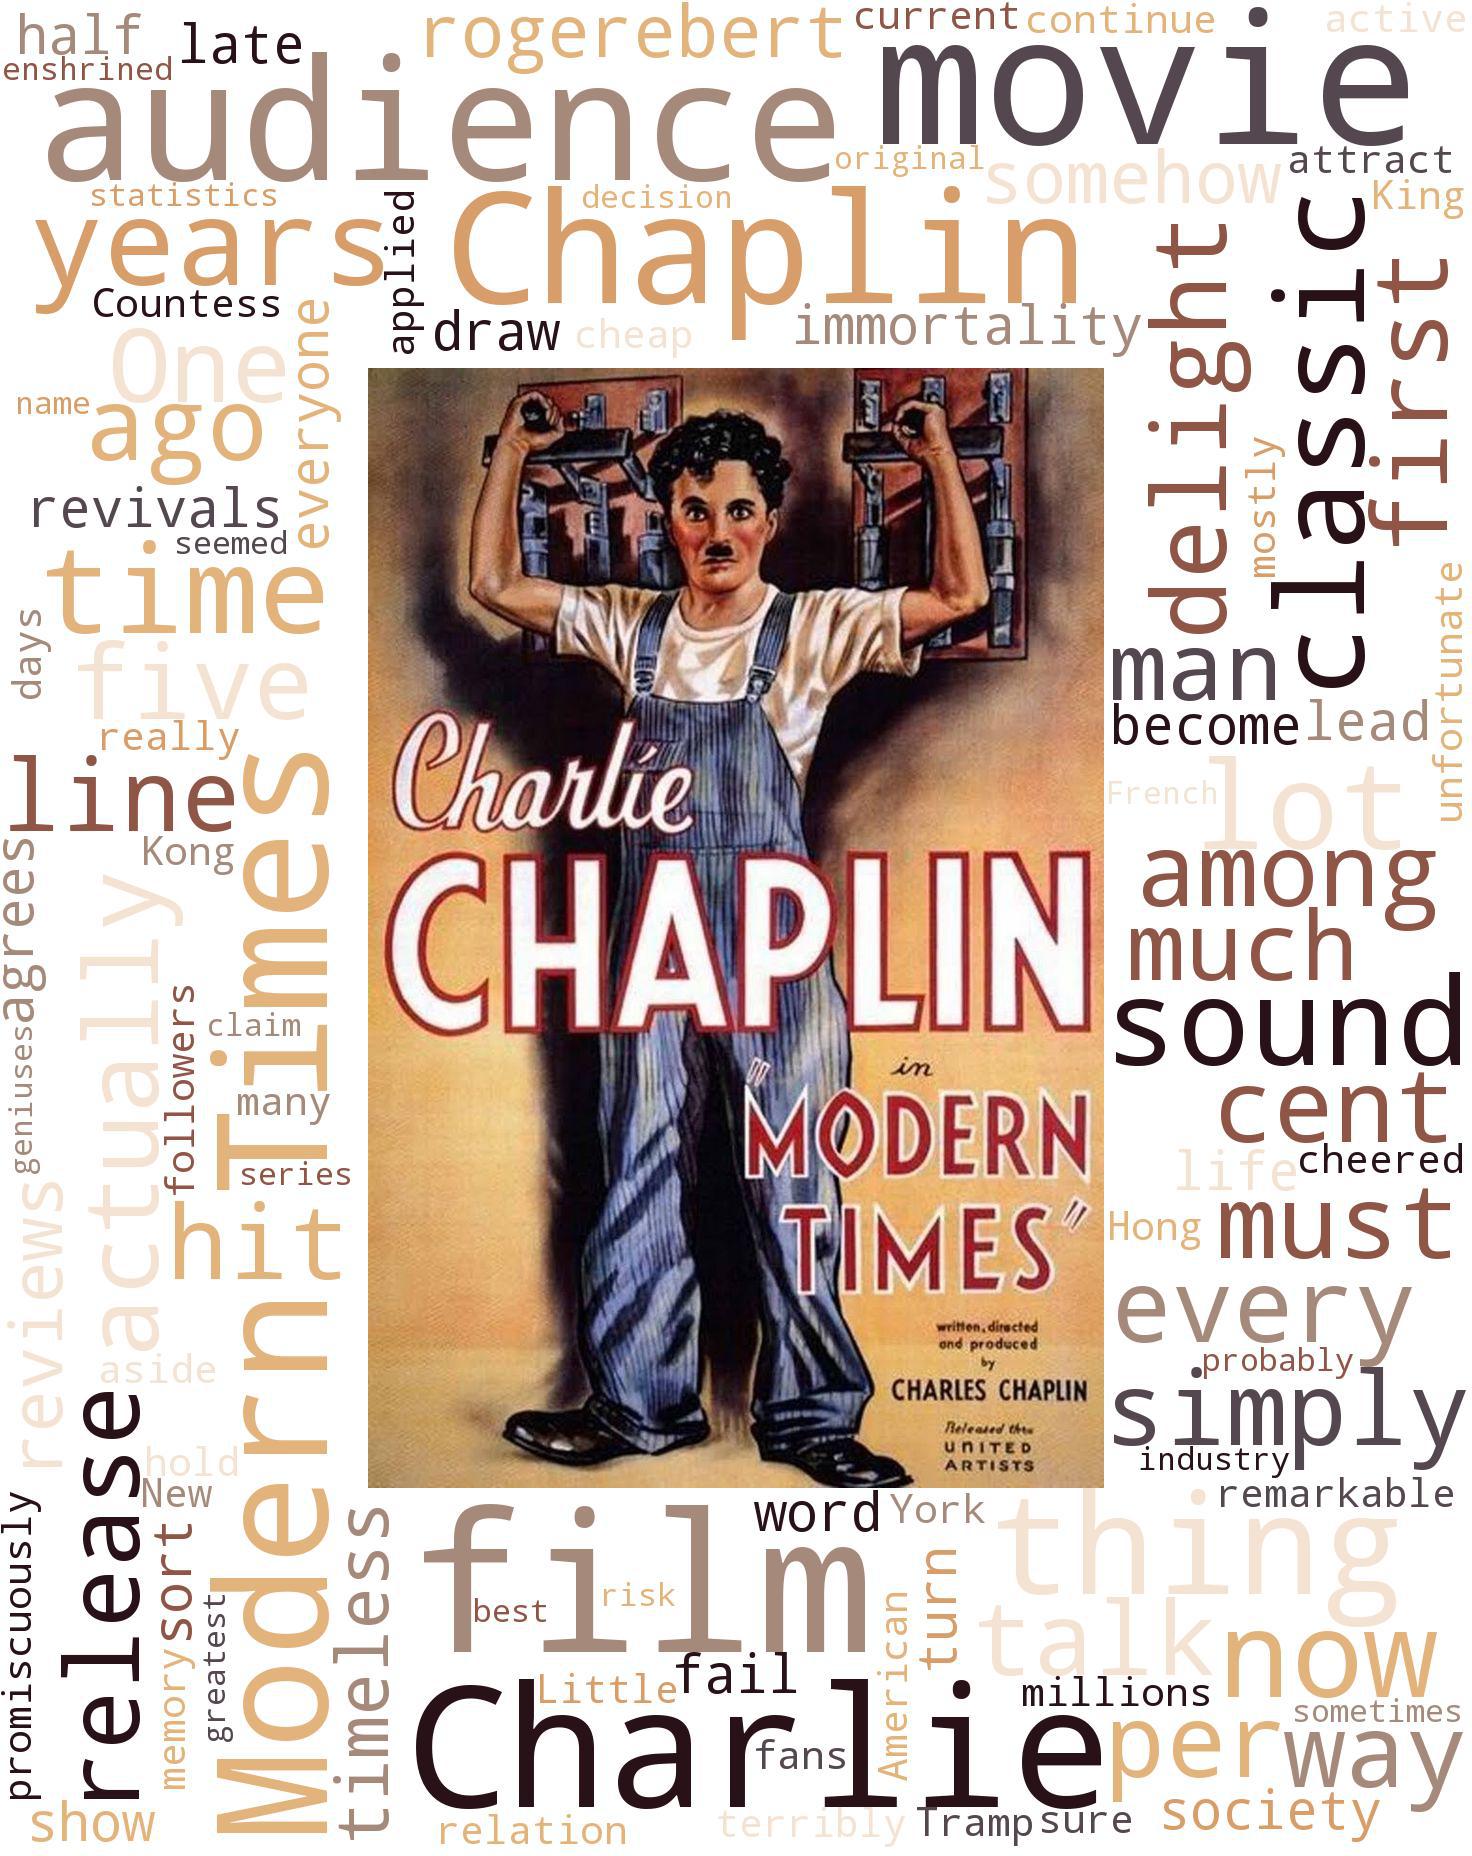 half
late
rogerebert
current
continue
active
enshrined
audience
movie
original
somehow
attract
statistics
decision
King
years
applied
Chaplin
classic
delight
first
Countess
draw
cheap
immortality
One
everyone
name
ago
mostly
revivals
seemed
time
unfortunate
days
five
man
really
become
lead
line
Times
French
lot
Kong
agrees
among
actually
much
followers
claim
sound
geniuses
many
cent
series
life
cheered
reviews
hit
Hong
must
every
aside
probably
release
simply
hold
industry
New
remarkable
promiscuously
sort
Modern
timeless
film
word
York
thing
best
risk
turn
memory
greatest
American
talk
now
Little
fail
millions
sometimes
Charlie
fans
per
way
show
relation
terribly
Tramp
sure
society
Charlie
CHAPLIN
in
"MODERN
TIMES"
written, directed
and produced
by
CHARLES CHAPLIN
Released thru
UNITED
ARTISTS